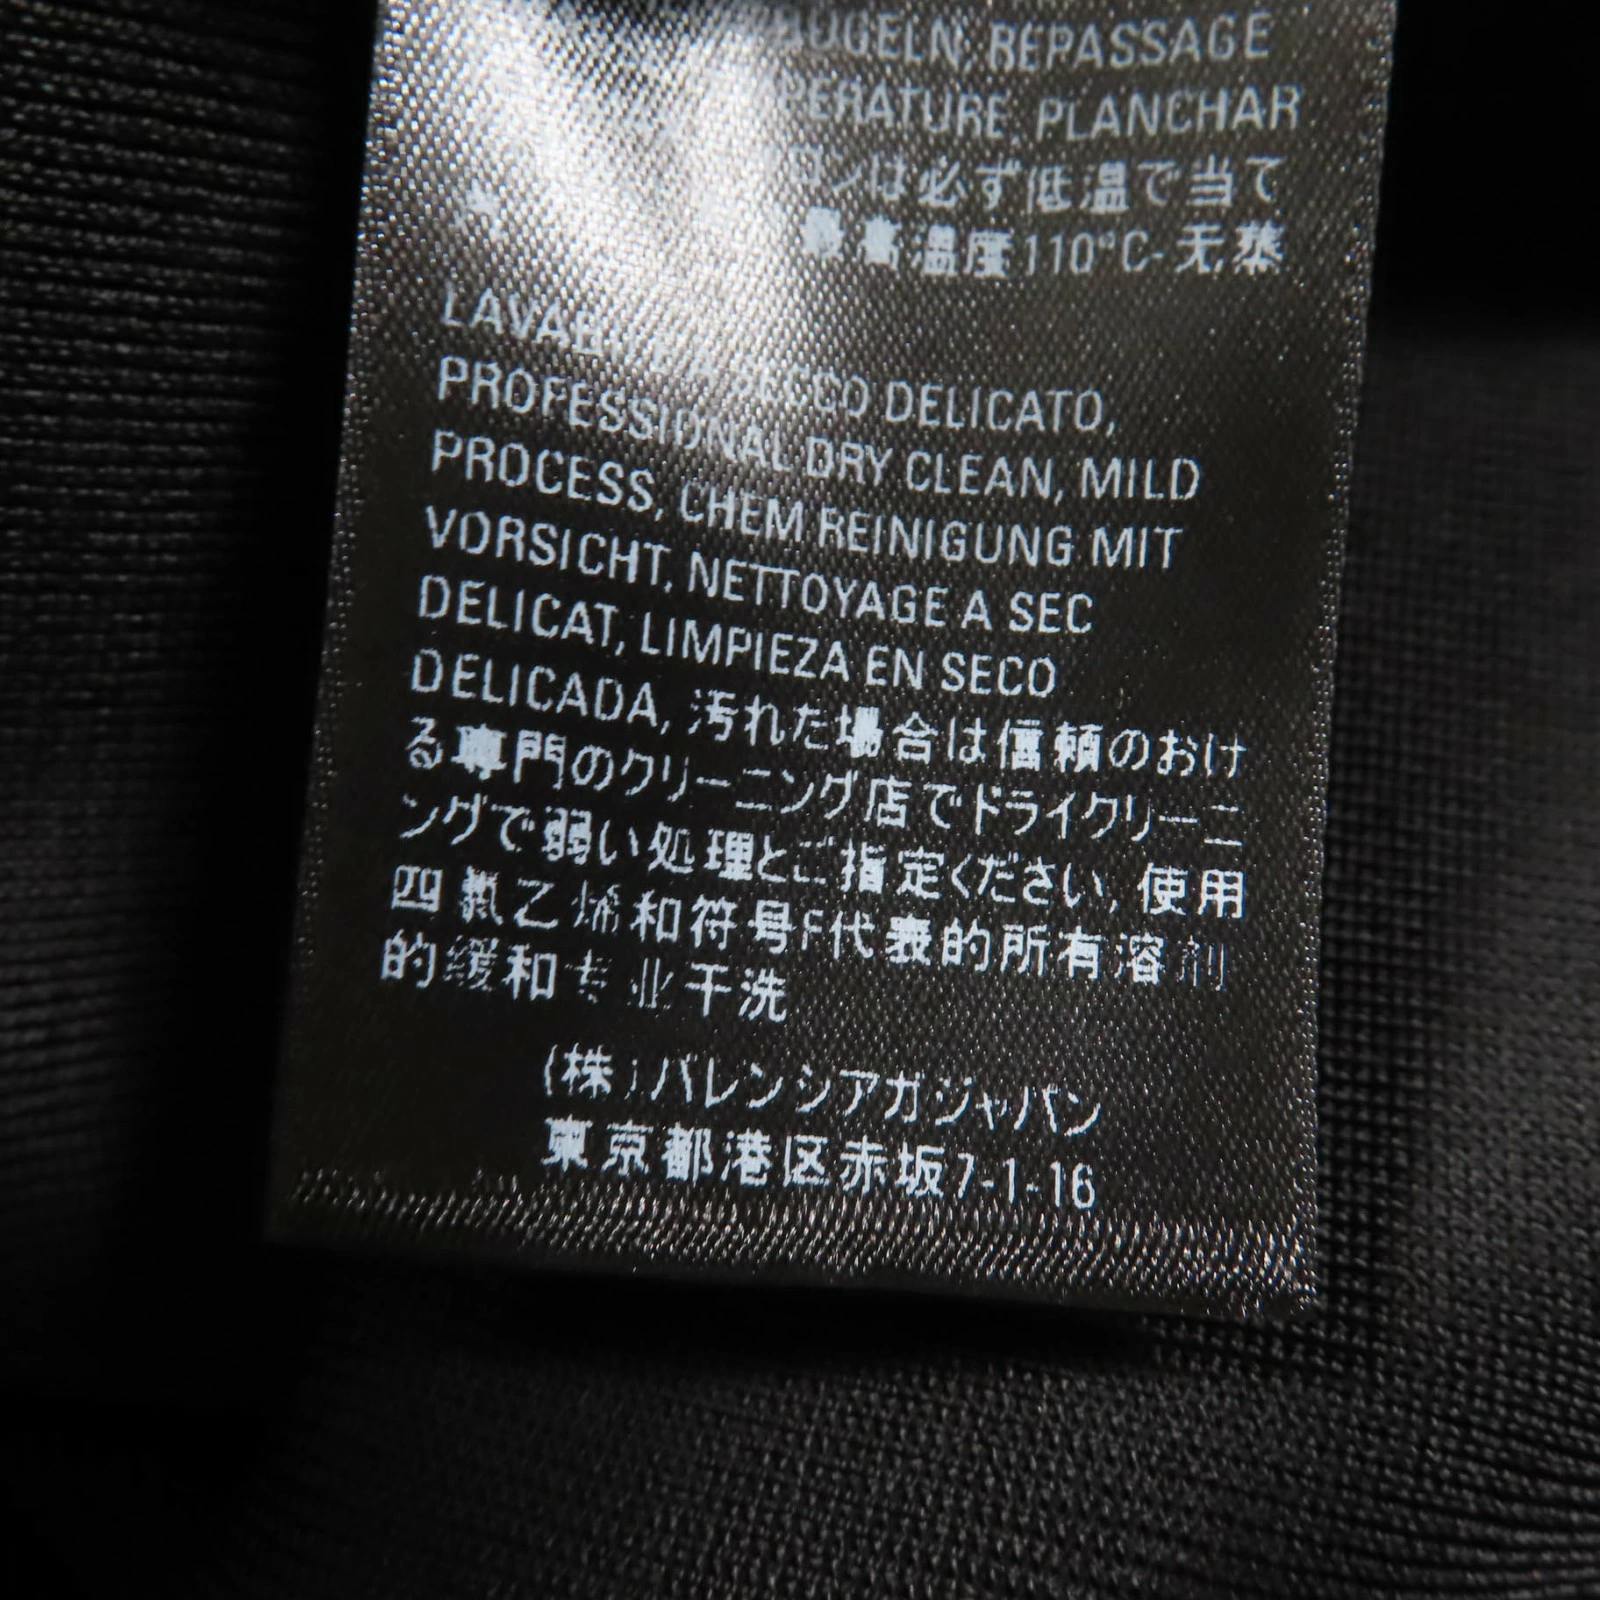 BÜGELN, REPASSAGE
PERATURE, PLANCHAR
ロンは必ず低温で当て
最高温度110°C-无蒸
DELICATO,
PROFESSIONAL DRY CLEAN, MILD
PROCESS, CHEM.REINIGUNG MIT
VORSICHT, NETTOYAGE A SEC
DELICAT, LIMPIEZA EN SECO
DELICADA, 汚れた場合は信頼のおけ
る専門のクリーニング店でドライクリーニ
ングで弱い処理とご指定ください, 使用
四氯乙烯和符号F代表的所有溶剂
的缓和专业干洗
(株)バレンシアガジャパン
東京都港区赤坂7-1-16